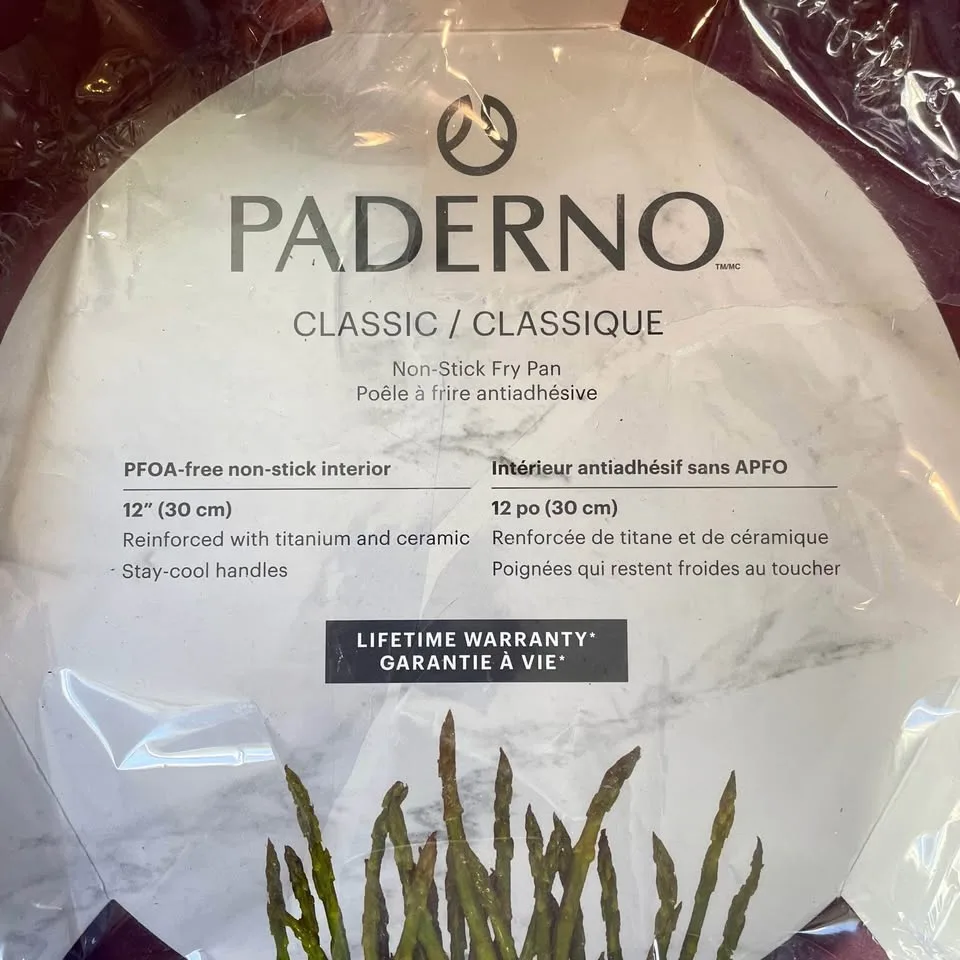 PADERNO
TM/MC
CLASSIC / CLASSIQUE
Non-Stick Fry Pan
Poêle à frire antiadhésive
PFOA-free non-stick interior
12” (30 cm)
Reinforced with titanium and ceramic
Stay-cool handles
Intérieur antiadhésif sans APFO
12 po (30 cm)
Renforcée de titane et de céramique
Poignées qui restent froides au toucher
LIFETIME WARRANTY*
GARANTIE À VIE*